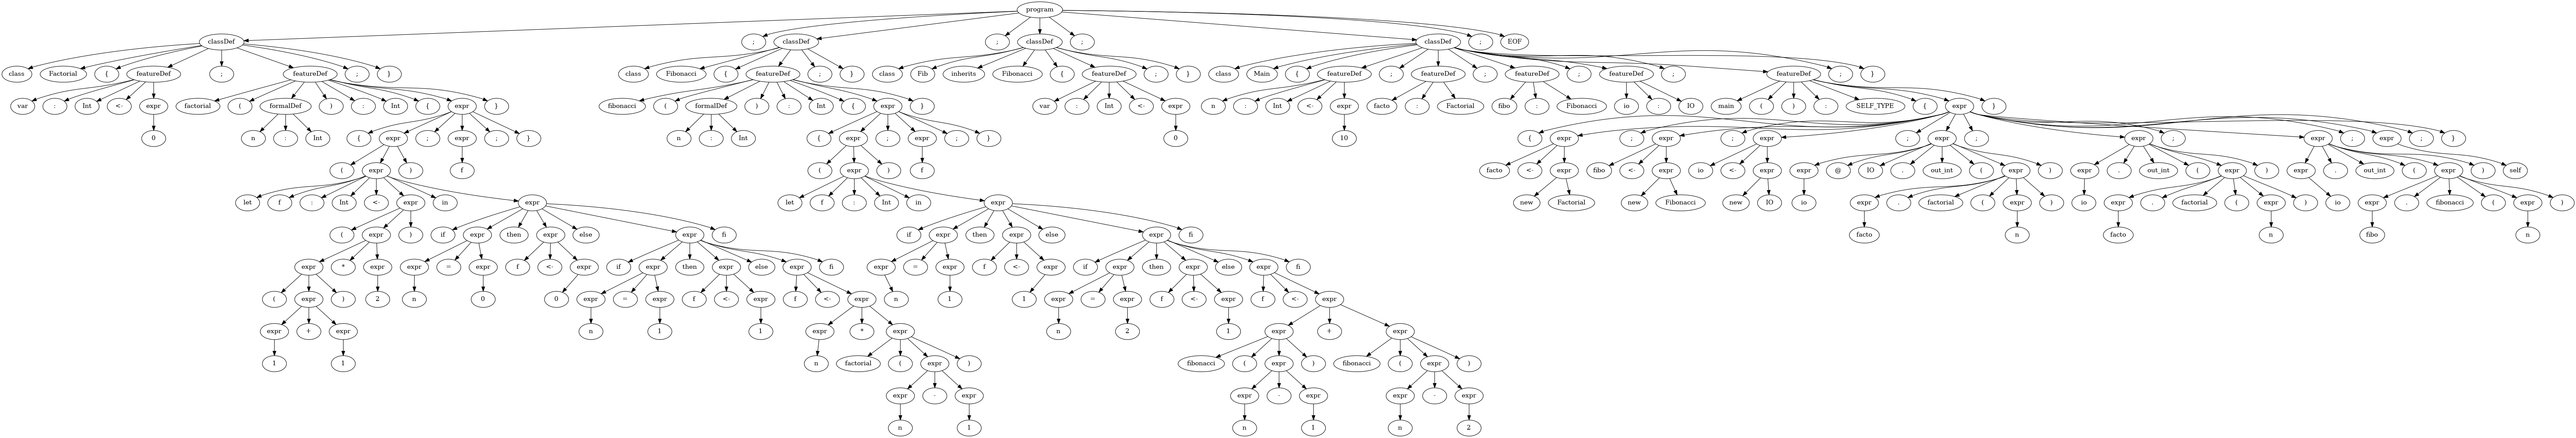 program
classDef ; classDef ; classDef ; classDef ; EOF
class Factorial { featureDef ; featureDef ; } class Fibonacci { featureDef ; } class Fib inherits Fibonacci { featureDef ; } class Main { featureDef ; featureDef ; featureDef ; featureDef ; featureDef ; }
var : Int <- expr factorial ( formalDef ) : Int { expr } fibonacci ( formalDef ) : Int { expr } var : Int <- expr n : Int <- expr facto : Factorial fibo : Fibonacci io : IO main ( ) : SELF_TYPE { expr }
0 n : Int { expr ; expr ; } n : Int { expr ; expr ; } 0 10 { expr ; expr ; expr ; expr ; expr ; expr ; expr ; }
( expr ) f ( expr ) f facto <- expr fibo <- expr io <- expr expr @ IO . out_int ( expr ) expr . out_int ( expr ) expr . out_int ( expr ) self
let f : Int <- expr in expr let f : Int in expr new Factorial new Fibonacci new IO io expr . factorial ( expr ) io expr . factorial ( expr ) io expr . fibonacci ( expr )
( expr ) if expr then expr else expr fi if expr then expr else expr fi facto n facto n fibo n
expr * expr expr = expr f <- expr if expr then expr else expr fi expr = expr f <- expr if expr then expr else expr fi
( expr ) 2 n 0 0 expr = expr f <- expr f <- expr n 1 1 expr = expr f <- expr f <- expr
expr + expr n 1 1 expr * expr n 2 1 expr + expr
1 1 n factorial ( expr ) fibonacci ( expr ) fibonacci ( expr )
expr - expr expr - expr expr - expr
n 1 n 1 n 2